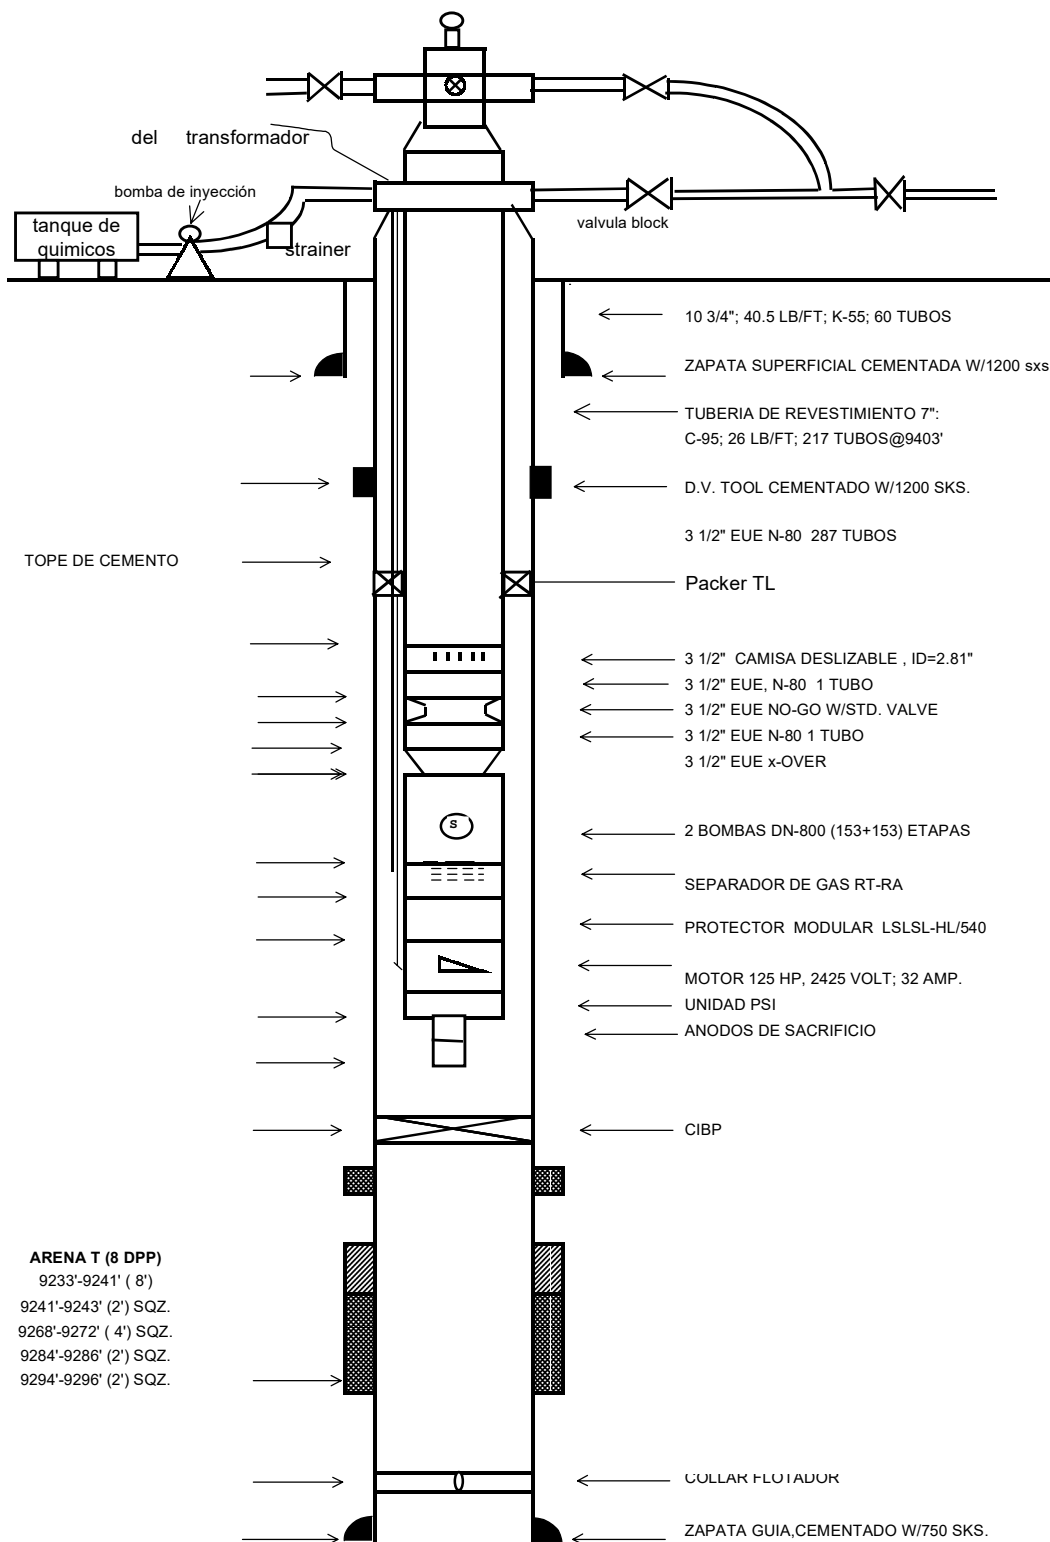 del transformador
bomba de inyección
tanque de
quimicos
strainer
valvula block
10 3/4"; 40.5 LB/FT; K-55; 60 TUBOS
ZAPATA SUPERFICIAL CEMENTADA W/1200 sxs
TUBERIA DE REVESTIMIENTO 7":
C-95; 26 LB/FT; 217 TUBOS@9403'
D.V. TOOL CEMENTADO W/1200 SKS.
3 1/2" EUE N-80 287 TUBOS
TOPE DE CEMENTO
Packer TL
3 1/2" CAMISA DESLIZABLE , ID=2.81"
3 1/2" EUE, N-80 1 TUBO
3 1/2" EUE NO-GO W/STD. VALVE
3 1/2" EUE N-80 1 TUBO
3 1/2" EUE x-OVER
S
2 BOMBAS DN-800 (153+153) ETAPAS
SEPARADOR DE GAS RT-RA
PROTECTOR MODULAR LSLSL-HL/540
MOTOR 125 HP, 2425 VOLT; 32 AMP.
UNIDAD PSI
ANODOS DE SACRIFICIO
CIBP
ARENA T (8 DPP)
9233'-9241' ( 8')
9241'-9243' (2') SQZ.
9268'-9272' ( 4') SQZ.
9284'-9286' (2') SQZ.
9294'-9296' (2') SQZ.
COLLAR FLOTADOR
ZAPATA GUIA,CEMENTADO W/750 SKS.